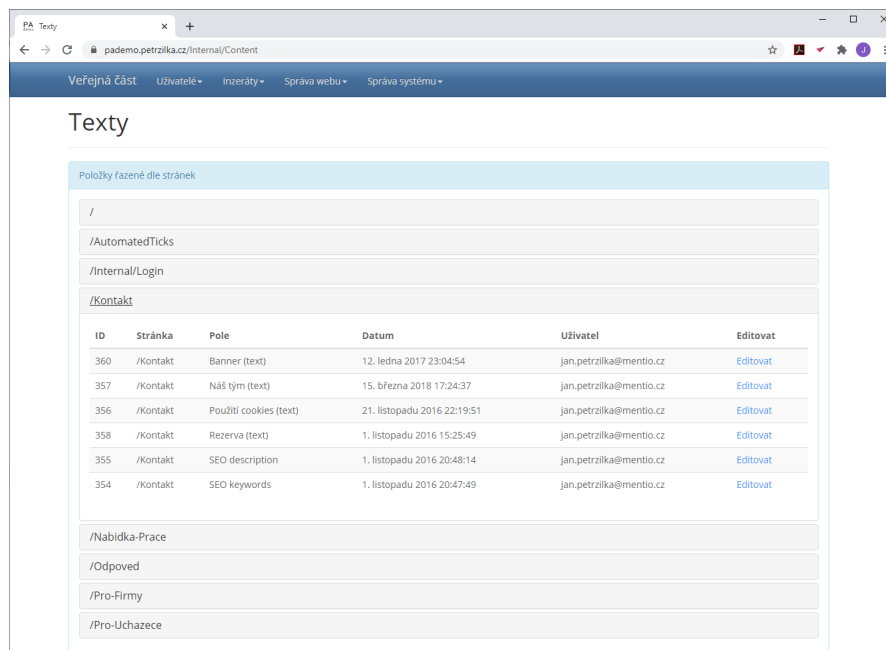 PA Texty
pademo.petrzilka.cz/Internal/Content
J
Veřejná část Uživatelé Inzeráty Správa webu Správa systému
Texty
Položky řazené dle stránek
/
/AutomatedTicks
/Internal/Login
/Kontakt
ID Stránka Pole Datum Uživatel Editovat
360 /Kontakt Banner (text) 12. ledna 2017 23:04:54 jan.petrzilka@mentio.cz Editovat
357 /Kontakt Náš tým (text) 15. března 2018 17:24:37 jan.petrzilka@mentio.cz Editovat
356 /Kontakt Použití cookies (text) 21. listopadu 2016 22:19:51 jan.petrzilka@mentio.cz Editovat
358 /Kontakt Rezerva (text) 1. listopadu 2016 15:25:49 jan.petrzilka@mentio.cz Editovat
355 /Kontakt SEO description 1. listopadu 2016 20:48:14 jan.petrzilka@mentio.cz Editovat
354 /Kontakt SEO keywords 1. listopadu 2016 20:47:49 jan.petrzilka@mentio.cz Editovat
/Nabidka-Prace
/Odpoved
/Pro-Firmy
/Pro-Uchazece